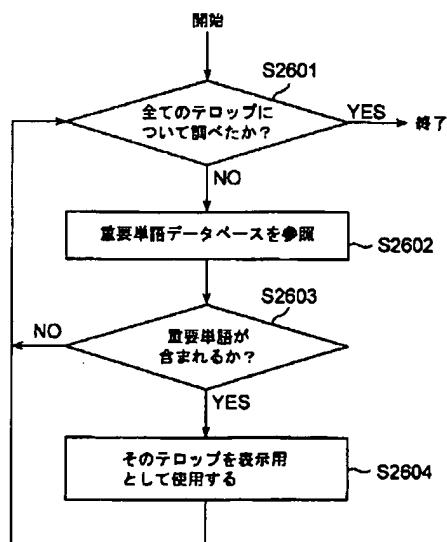 開始
S2601
全てのテロップに
ついて調べたか?
YES
終了
NO
重要単語データベースを参照
S2602
S2603
NO
重要単語が
含まれるか?
YES
そのテロップを表示用
として使用する
S2604